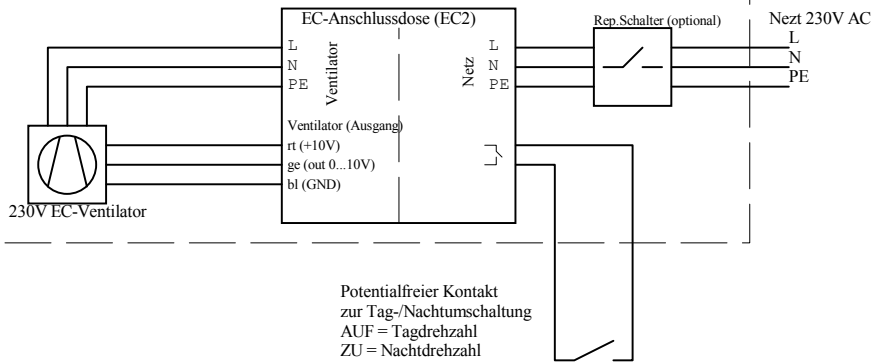 EC-Anschlussdose (EC2)
Rep.Schalter (optional)
Nezt 230V AC
L
N
PE
Ventilator
Netz
L
N
PE
L
N
PE
Ventilator (Ausgang)
rt (+10V)
ge (out 0...10V)
bl (GND)
230V EC-Ventilator
Potentialfreier Kontakt
zur Tag-/Nachtumschaltung
AUF = Tagdrehzahl
ZU = Nachtdrehzahl